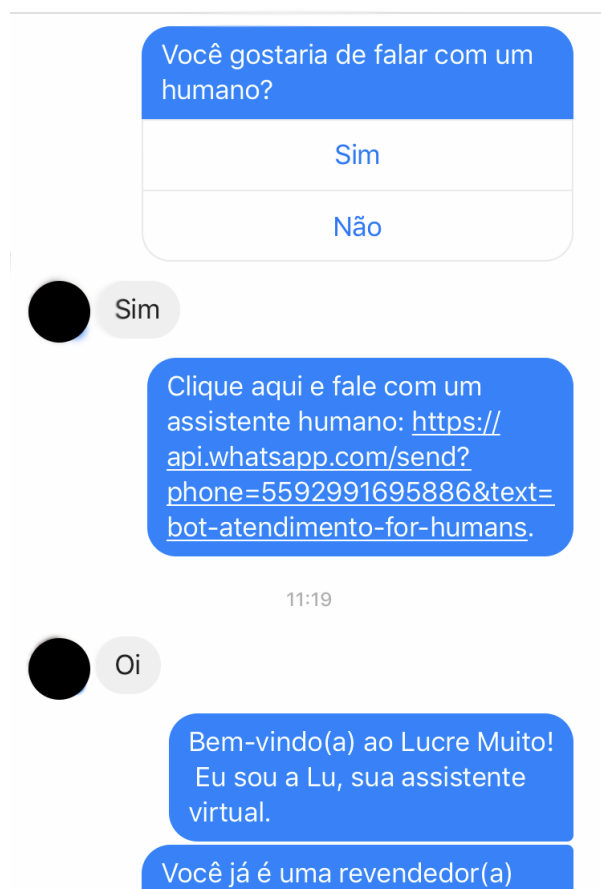 Você gostaria de falar com um
humano?
Sim
Não
Sim
Clique aqui e fale com um
assistente humano: https://
api.whatsapp.com/send?
phone=5592991695886&text=
bot-atendimento-for-humans.
11:19
Oi
Bem-vindo(a) ao Lucre Muito!
Eu sou a Lu, sua assistente
virtual.
Você já é uma revendedor(a)